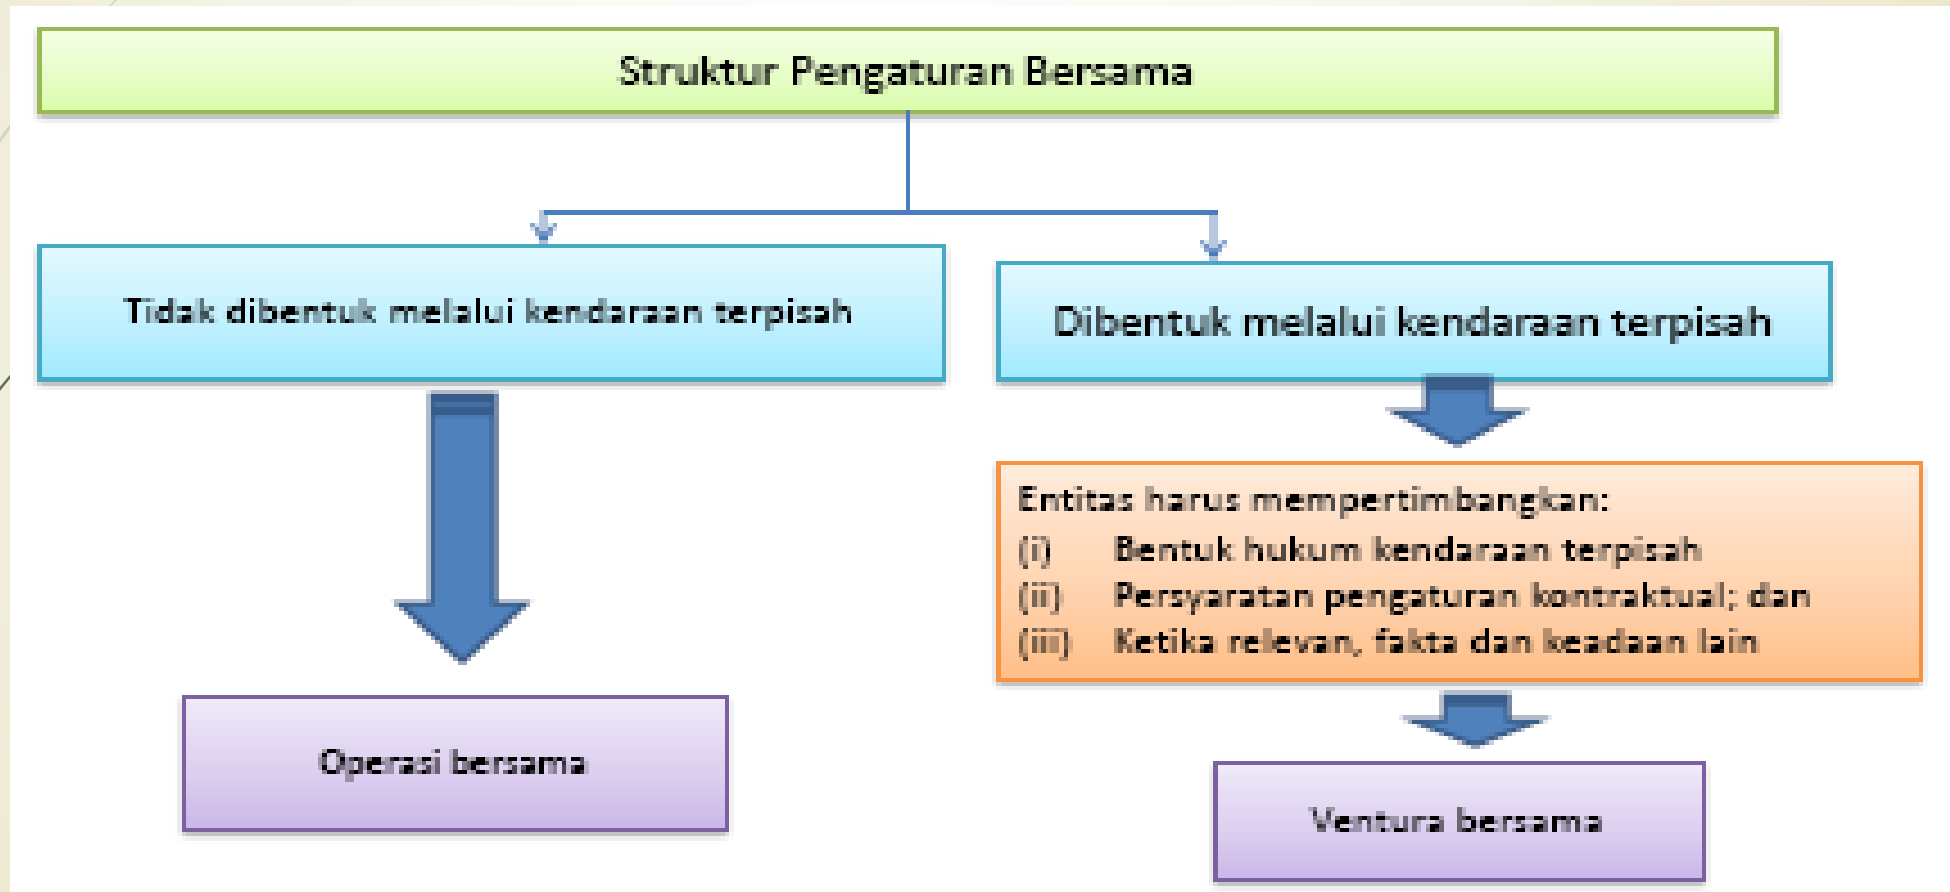 Struktur Pengaturan Bersama
Tidak dibentuk melalui kendaraan terpisah
Dibentuk melalui kendaraan terpisah
Entitas harus mempertimbangkan:
(i) Bentuk hukum kendaraan terpisah
(ii) Persyaratan pengaturan kontraktual; dan
(iii) Ketika relevan, fakta dan keadaan lain
Operasi bersama
Ventura bersama